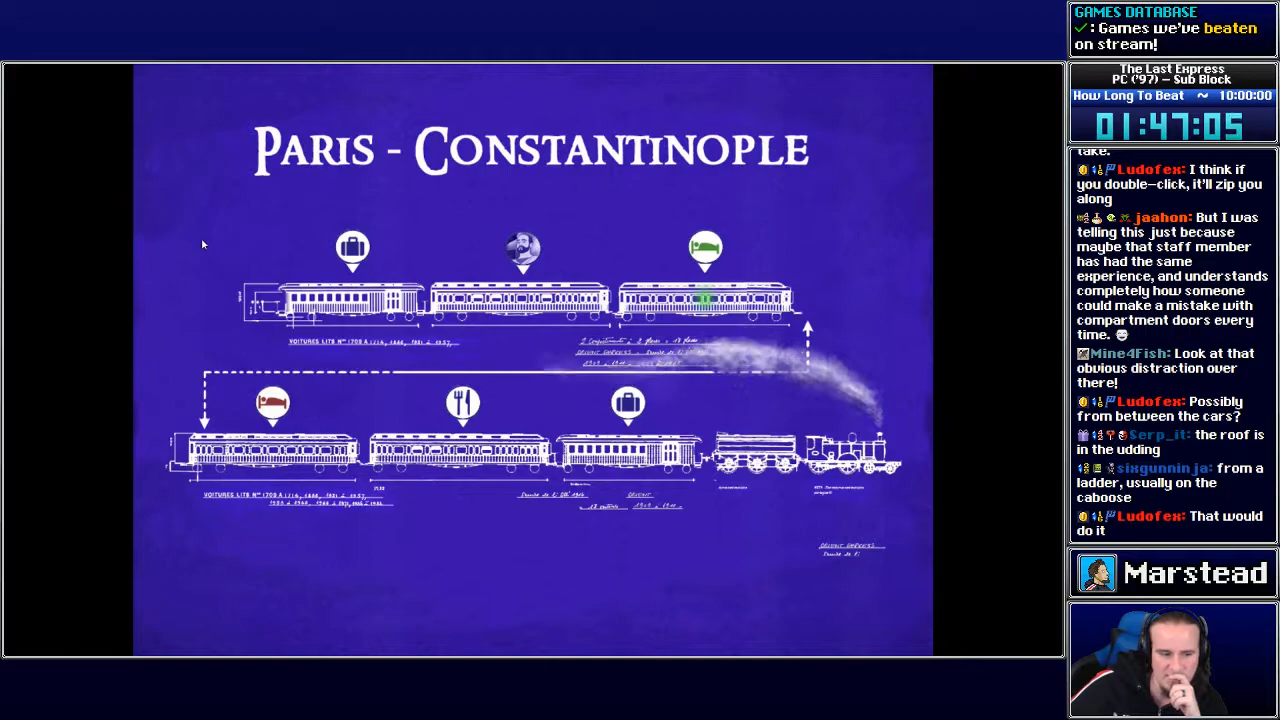 PARIS - CONSTANTINOPLE
VOITURES LITS
VOITURES LITS
GAMES DATABASE
✓: Games we've beaten
on stream!
The Last Express
PC ('97) – Sub Block
How Long To Beat ~ 10:00:00
01:47:05
take.
Ludofex: I think if
you double-click, it'll zip you
along
jaahon: But I was
telling this just because
maybe that staff member
has had the same
experience, and understands
completely how someone
could make a mistake with
compartment doors every
time.
Mine4Fish: Look at that
obvious distraction over
there!
Ludofex: Possibly
from between the cars?
Serp_it: the roof is
in the udding
sixgunnin ja: from a
ladder, usually on the
caboose
Ludofex: That would
do it
Marstead